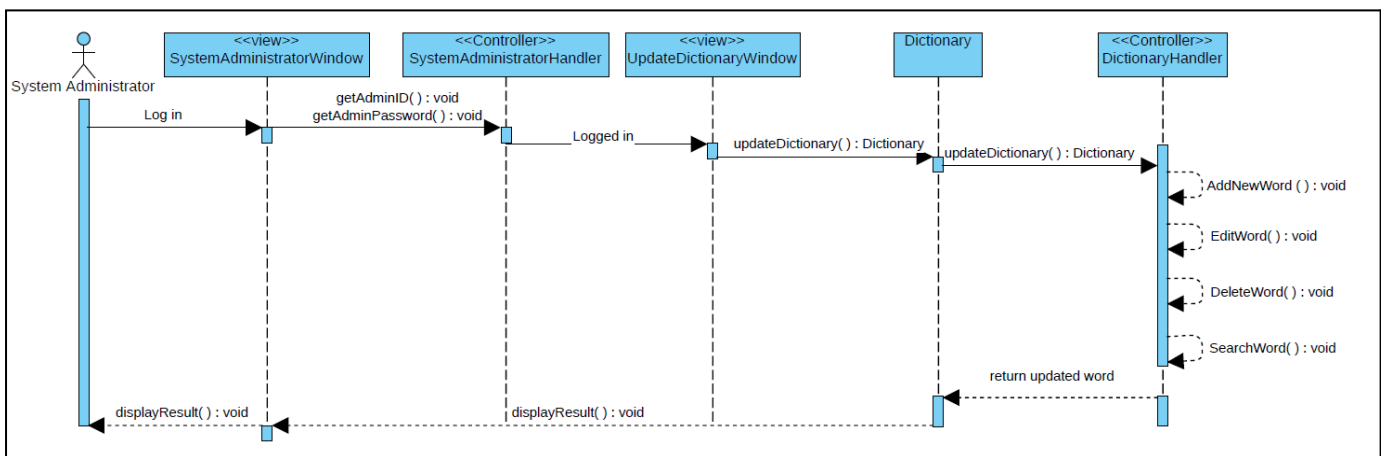 <<view>>
SystemAdministratorWindow
<<Controller>>
SystemAdministratorHandler
<<view>>
UpdateDictionaryWindow
Dictionary
<<Controller>>
DictionaryHandler
System Administrator
Log in
getAdminID( ) : void
getAdminPassword( ) : void
Logged in
updateDictionary( ) : Dictionary
updateDictionary( ) : Dictionary
AddNewWord ( ) : void
EditWord( ) : void
DeleteWord( ) : void
SearchWord( ) : void
return updated word
displayResult( ) : void
displayResult( ) : void